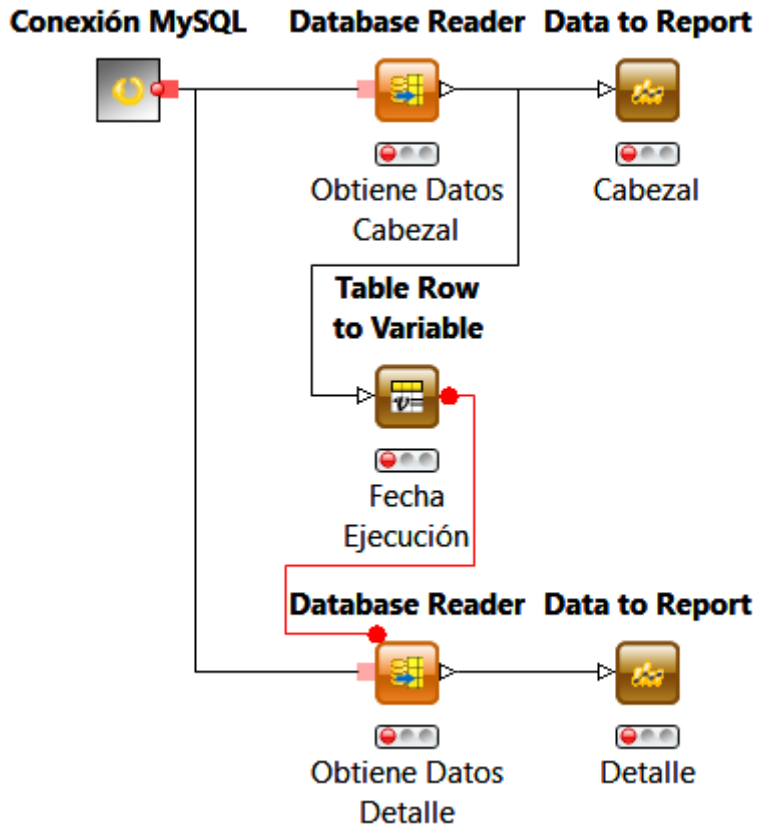 Conexión MySQL
Database Reader
Data to Report
Obtiene Datos
Cabezal
Cabezal
Table Row
to Variable
Fecha
Ejecución
Database Reader
Data to Report
Obtiene Datos
Detalle
Detalle